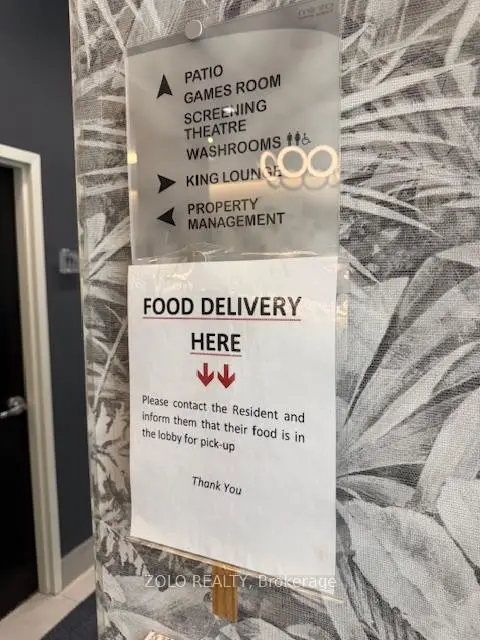 PATIO
GAMES ROOM
SCREENING
THEATRE
WASHROOMS
KING LOUNGE
PROPERTY
MANAGEMENT
FOOD DELIVERY
HERE
Please contact the Resident and
inform them that their food is in
the lobby for pick-up
Thank You
ZOLO REALTY, Brokerage